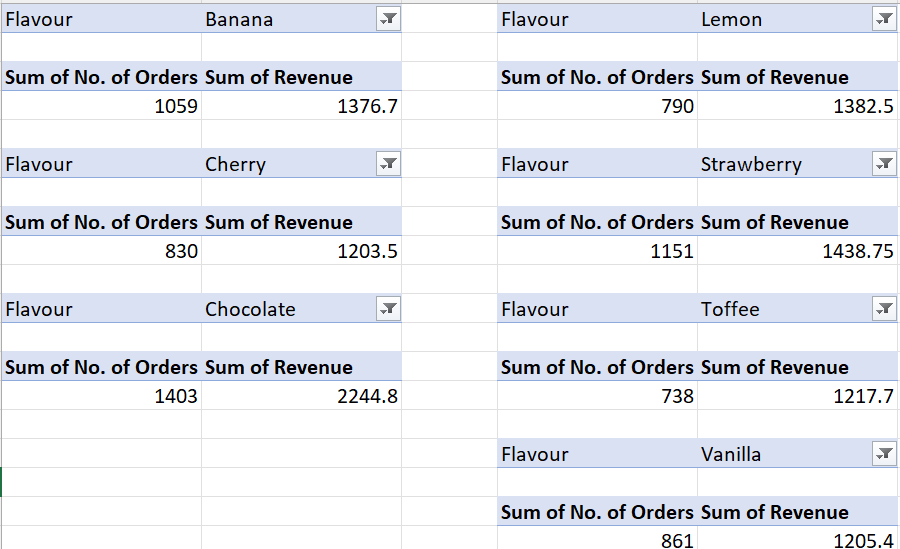 Flavour Banana
Sum of No. of Orders Sum of Revenue
1059 1376.7
Flavour Cherry
Sum of No. of Orders Sum of Revenue
830 1203.5
Flavour Chocolate
Sum of No. of Orders Sum of Revenue
1403 2244.8
Flavour Lemon
Sum of No. of Orders Sum of Revenue
790 1382.5
Flavour Strawberry
Sum of No. of Orders Sum of Revenue
1151 1438.75
Flavour Toffee
Sum of No. of Orders Sum of Revenue
738 1217.7
Flavour Vanilla
Sum of No. of Orders Sum of Revenue
861 1205.4